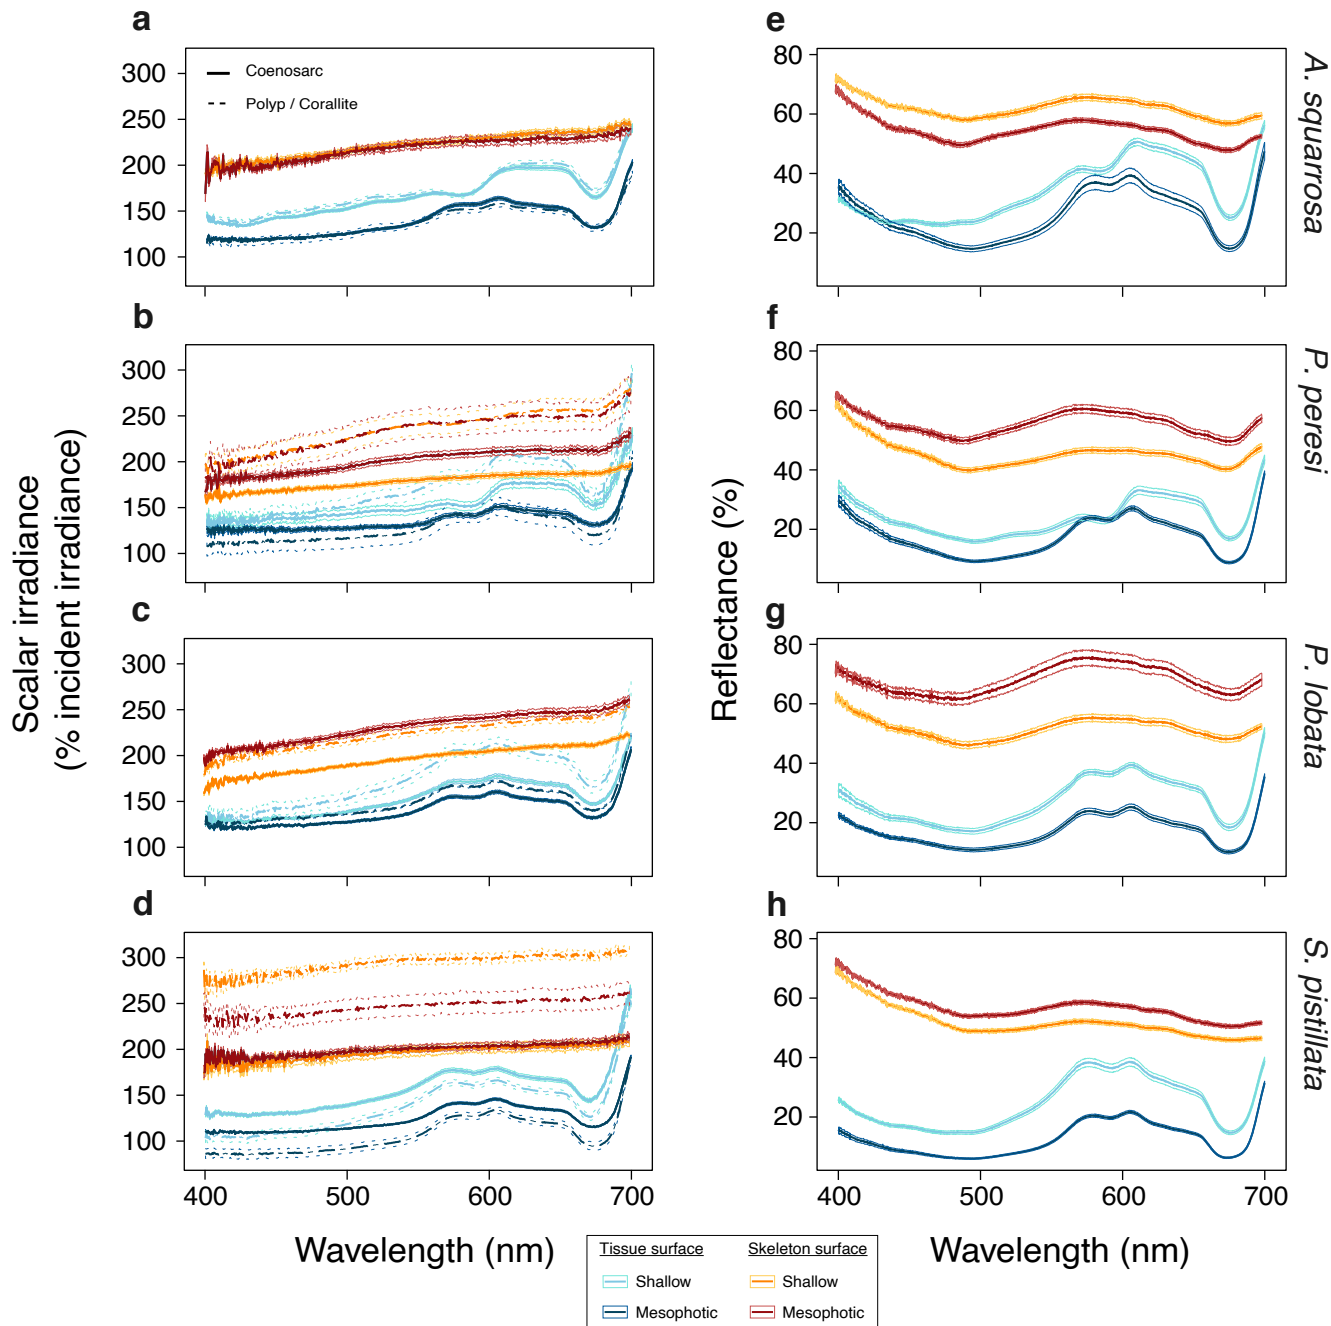 a
300
250
200
150
100
Coenosarc
Polyp / Corallite
e
80
60
40
20
A. squarrosa
b
300
250
200
150
100
f
80
60
40
20
P. peresi
c
300
250
200
150
100
g
80
60
40
20
P. lobata
d
300
250
200
150
100
400
500
600
700
h
80
60
40
20
400
500
600
700
S. pistillata
Scalar irradiance
(% incident irradiance)
Reflectance (%)
Wavelength (nm)
Wavelength (nm)
Tissue surface
Shallow
Mesophotic
Skeleton surface
Shallow
Mesophotic